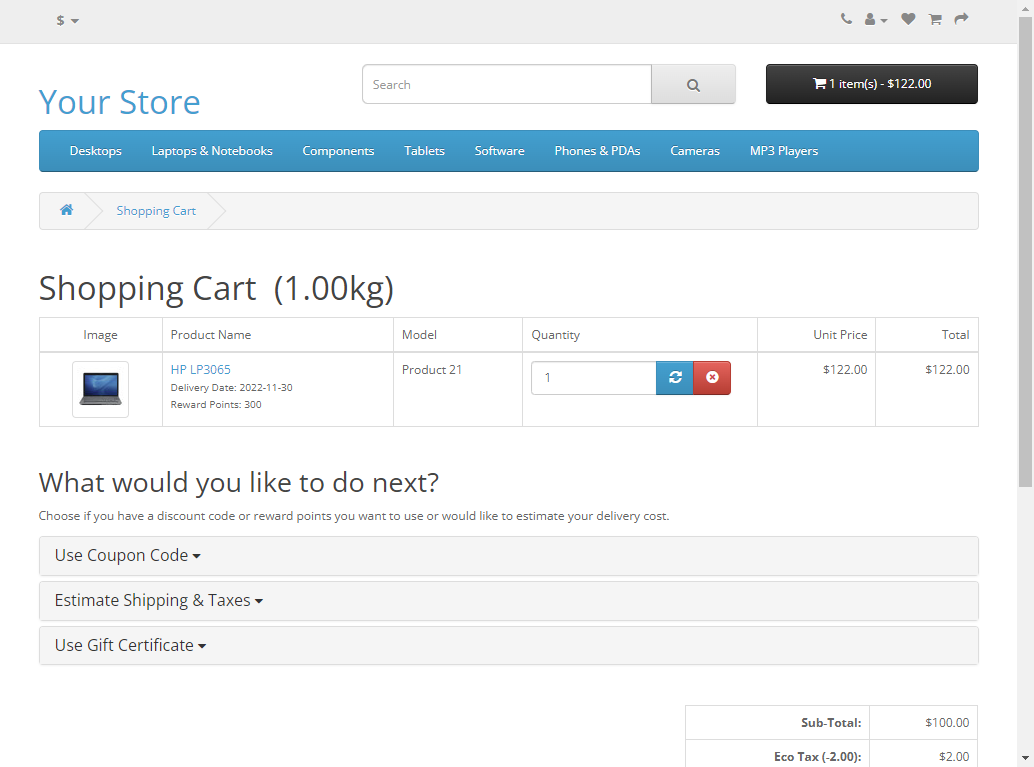 $
Search
1 item(s) - $122.00
Your Store
Desktops Laptops & Notebooks Components Tablets Software Phones & PDAs Cameras MP3 Players
Shopping Cart
Shopping Cart (1.00kg)
Image Product Name Model Quantity Unit Price Total
HP LP3065 Product 21 1 $122.00 $122.00
Delivery Date: 2022-11-30
Reward Points: 300
What would you like to do next?
Choose if you have a discount code or reward points you want to use or would like to estimate your delivery cost.
Use Coupon Code
Estimate Shipping & Taxes
Use Gift Certificate
Sub-Total: $100.00
Eco Tax (-2.00): $2.00